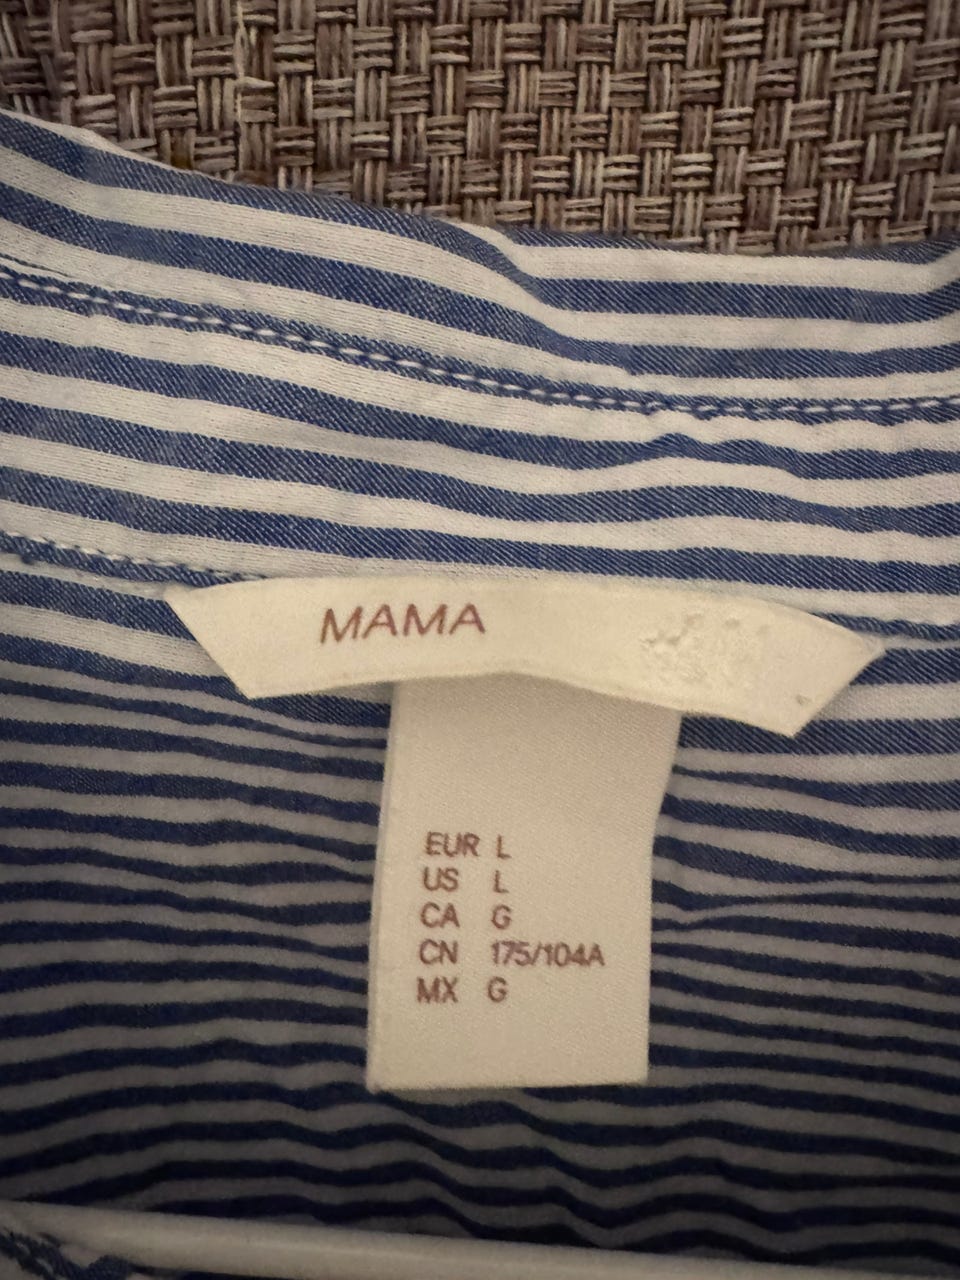 MAMA
EUR L
US L
CA G
CN 175/104A
MX G